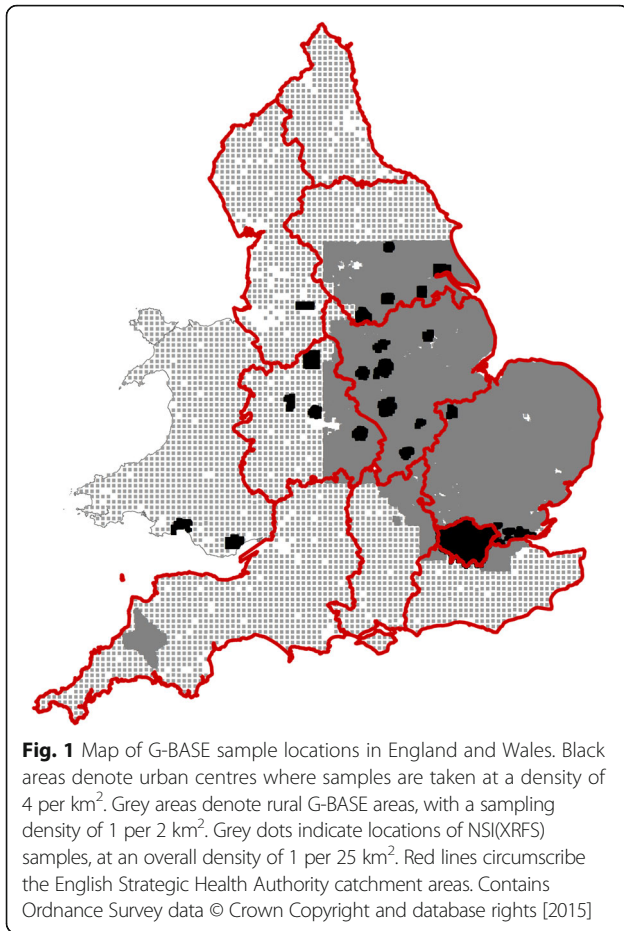 Fig. 1 Map of G-BASE sample locations in England and Wales. Black
areas denote urban centres where samples are taken at a density of
4 per km². Grey areas denote rural G-BASE areas, with a sampling
density of 1 per 2 km². Grey dots indicate locations of NSI(XRFS)
samples, at an overall density of 1 per 25 km². Red lines circumscribe
the English Strategic Health Authority catchment areas. Contains
Ordnance Survey data © Crown Copyright and database rights [2015]